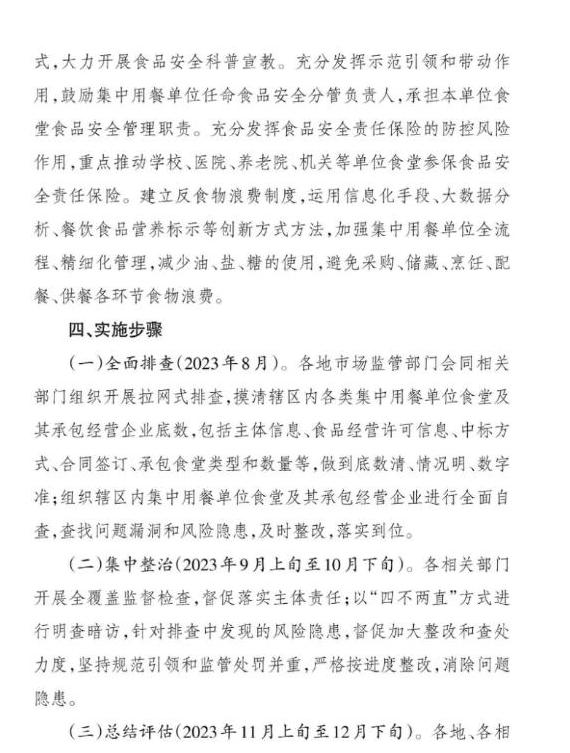 式,大力开展食品安全科普宣教。充分发挥示范引领和带动作
用,鼓励集中用餐单位任命食品安全分管负责人,承担本单位食
堂食品安全管理职责。充分发挥食品安全责任保险的防控风险
作用,重点推动学校、医院、养老院、机关等单位食堂参保食品安
全责任保险。建立反食物浪费制度,运用信息化手段、大数据分
析、餐饮食品营养标示等创新方式方法,加强集中用餐单位全流
程、精细化管理,减少油、盐、糖的使用,避免采购、储藏、烹饪、配
餐、供餐各环节食物浪费。
四、实施步骤
(一)全面排查(2023年8月)。各地市场监管部门会同相关
部门组织开展拉网式排查,摸清辖区内各类集中用餐单位食堂及
其承包经营企业底数,包括主体信息、食品经营许可信息、中标方
式、合同签订、承包食堂类型和数量等,做到底数清、情况明、数字
准;组织辖区内集中用餐单位食堂及其承包经营企业进行全面自
查,查找问题漏洞和风险隐患,及时整改,落实到位。
(二)集中整治(2023年9月上旬至10月下旬)。各相关部门
开展全覆盖监督检查,督促落实主体责任;以“四不两直”方式进
行明查暗访,针对排查中发现的风险隐患,督促加大整改和查处
力度,坚持规范引领和监管处罚并重,严格按进度整改,消除问题
隐患。
(三)总结评估(2023年11月上旬至12月下旬)。各地、各相